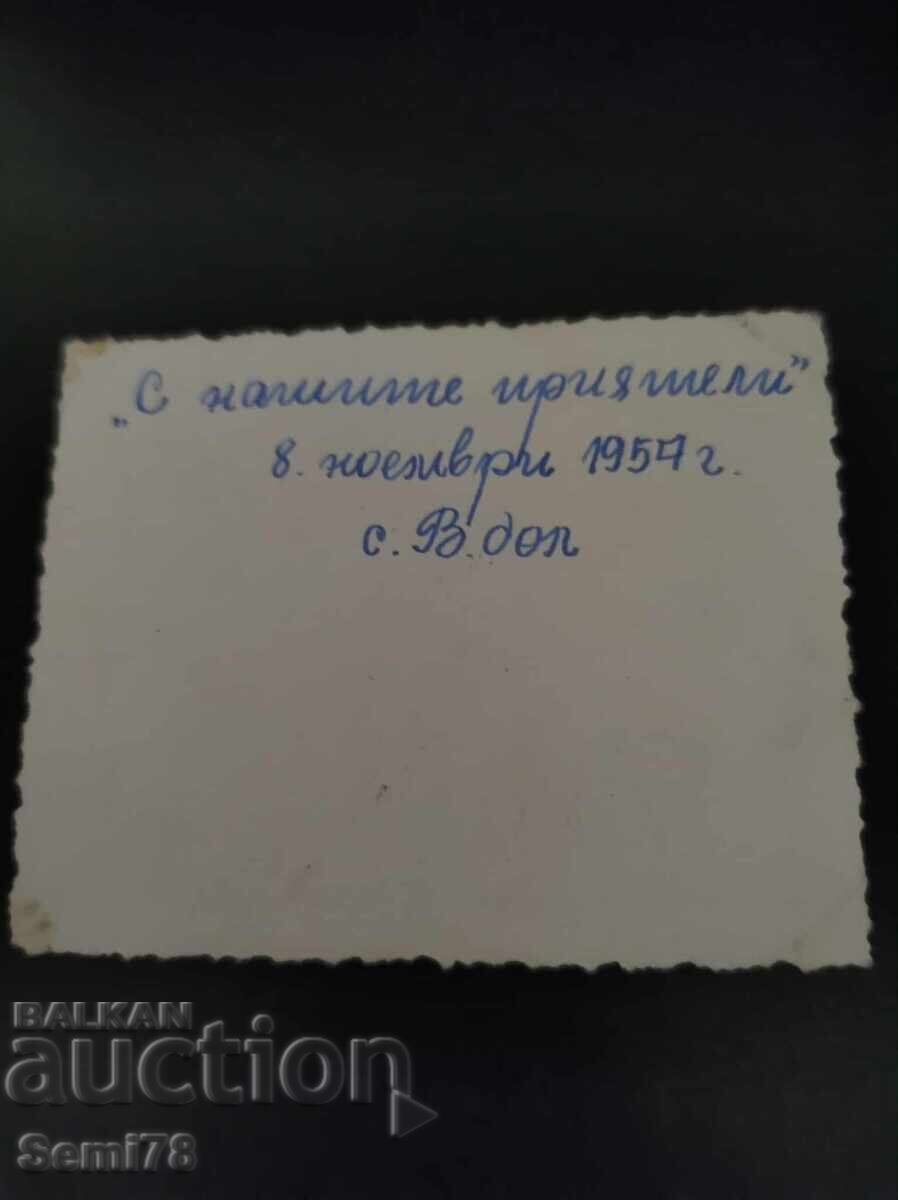 „С нашите приятели”
8. ноември 1957 г.
с. В. дол
BALKAN
auction
Semi78